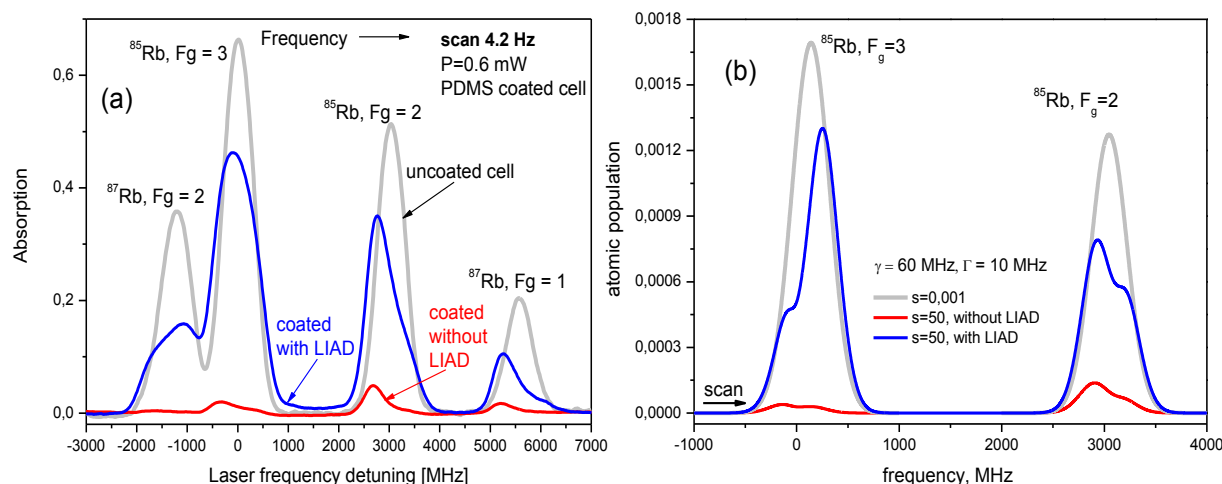 (a)
Frequency
scan 4.2 Hz
P=0.6 mW
PDMS coated cell
⁸⁵Rb, Fg = 3
⁸⁵Rb, Fg = 2
uncoated cell
⁸⁷Rb, Fg = 2
⁸⁷Rb, Fg = 1
coated
with LIAD
coated
without
LIAD
Absorption
0,6
0,4
0,2
0,0
-3000 -2000 -1000 0 1000 2000 3000 4000 5000 6000 7000
Laser frequency detuning [MHz]
(b)
⁸⁵Rb, F_g=3
⁸⁵Rb, F_g=2
γ = 60 MHz, Γ = 10 MHz
s=0,001
s=50, without LIAD
s=50, with LIAD
scan
atomic population
0,0018
0,0015
0,0012
0,0009
0,0006
0,0003
0,0000
-1000 0 1000 2000 3000 4000
frequency, MHz